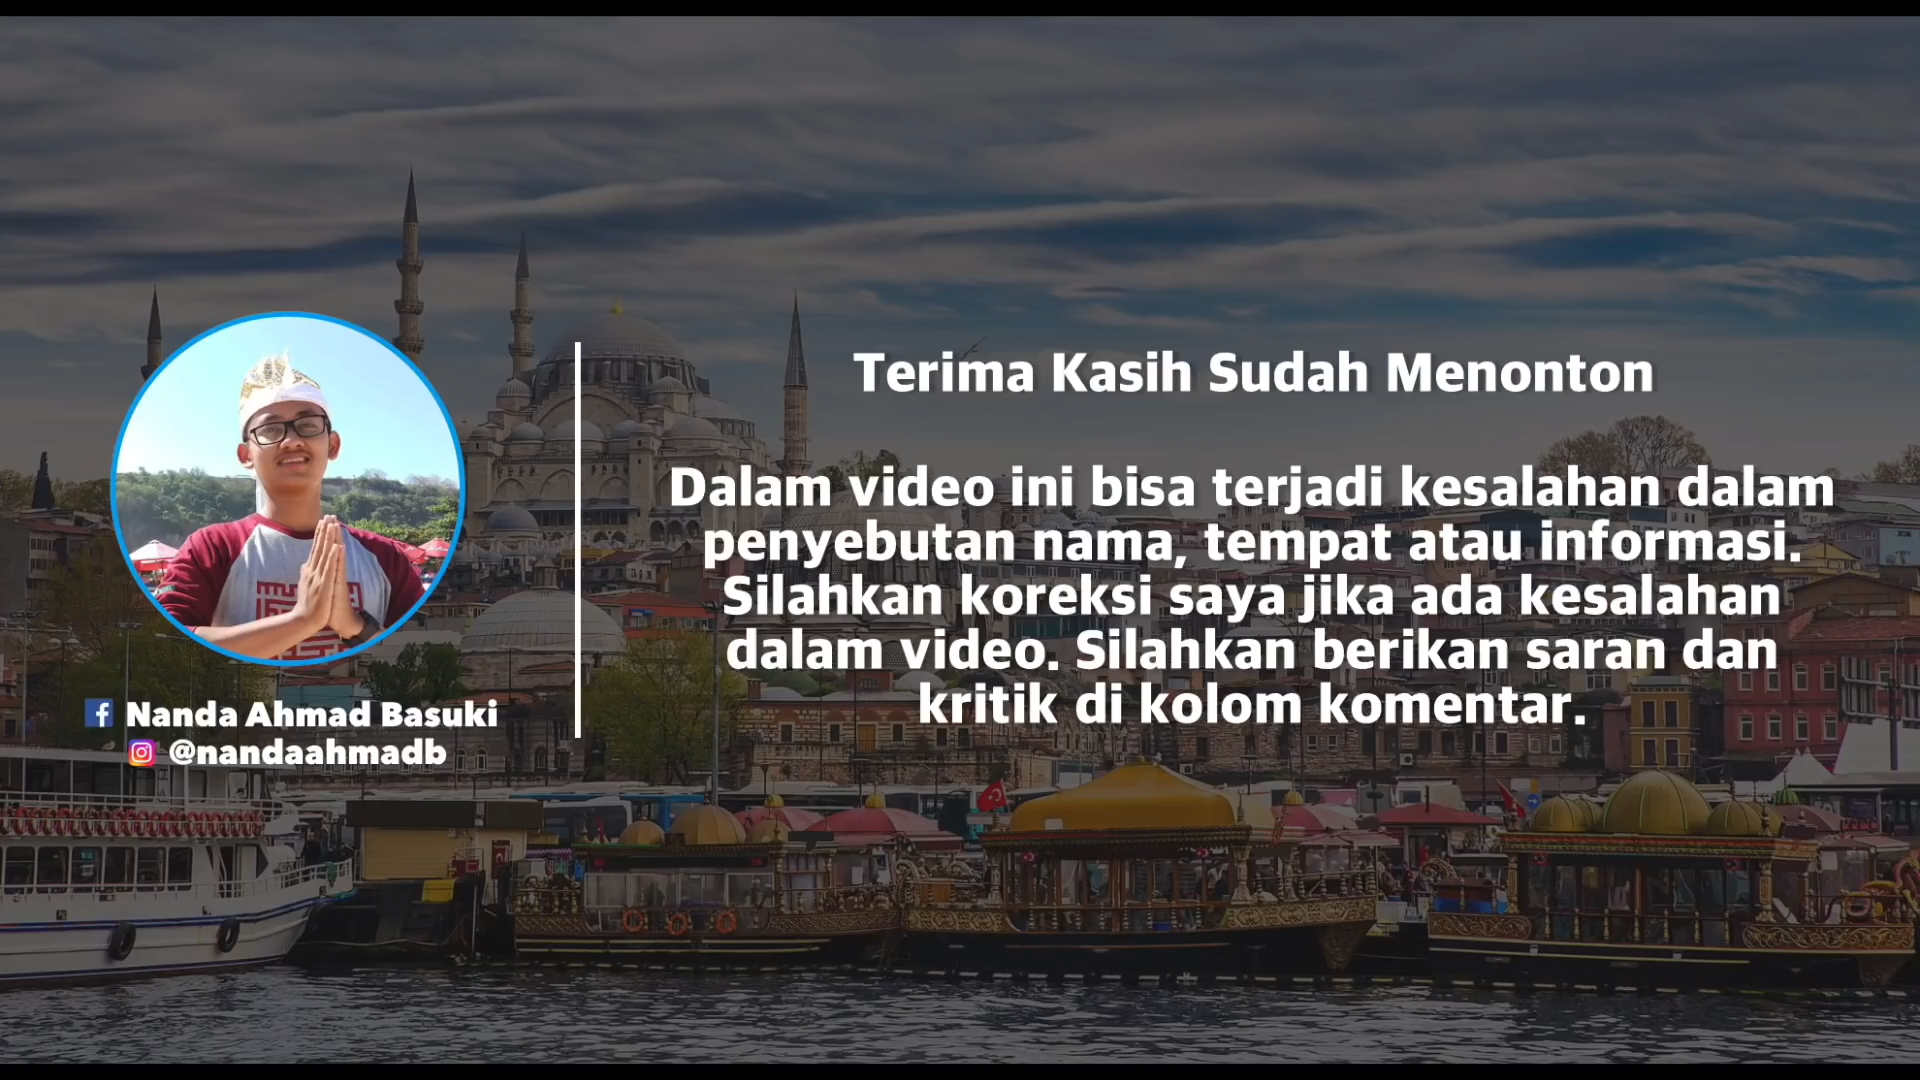 Nanda Ahmad Basuki
@nandaahmadb
Terima Kasih Sudah Menonton
Dalam video ini bisa terjadi kesalahan dalam
penyebutan nama, tempat atau informasi.
Silahkan koreksi saya jika ada kesalahan
dalam video. Silahkan berikan saran dan
kritik di kolom komentar.